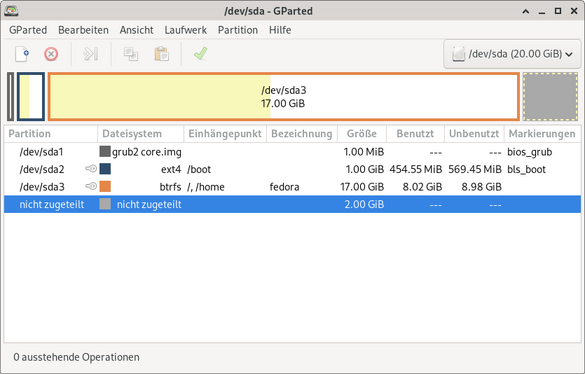 /dev/sda - GParted
GParted Bearbeiten Ansicht Laufwerk Partition Hilfe
/dev/sda (20.00 GiB)
/dev/sda3
17.00 GiB
Partition Dateisystem Einhängepunkt Bezeichnung Größe Benutzt Unbenutzt Markierungen
/dev/sda1 grub2 core.img 1.00 MiB --- --- bios_grub
/dev/sda2 ext4 /boot 1.00 GiB 454.55 MiB 569.45 MiB bls_boot
/dev/sda3 btrfs /, /home fedora 17.00 GiB 8.02 GiB 8.98 GiB
nicht zugeteilt nicht zugeteilt 2.00 GiB --- ---
0 ausstehende Operationen